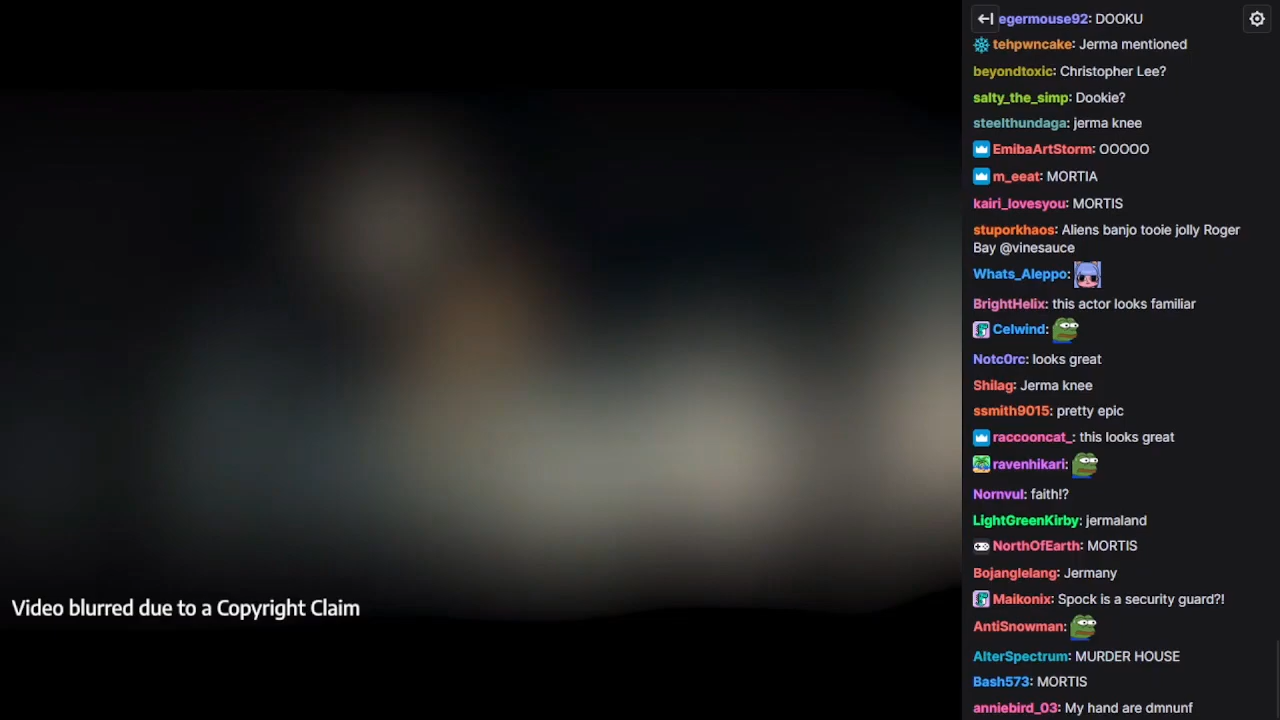 egermouse92: DOOKU
tehpwncake: Jerma mentioned
beyondtoxic: Christopher Lee?
salty_the_simp: Dookie?
steelthundaga: jerma knee
EmibaArtStorm: OOOOO
m_eeat: MORTIA
kairi_lovesyou: MORTIS
stuporkhaos: Aliens banjo tooie jolly Roger
Bay @vinesauce
Whats_Aleppo:
BrightHelix: this actor looks familiar
Celwind:
Notc0rc: looks great
Shilag: Jerma knee
ssmith9015: pretty epic
raccooncat_: this looks great
ravenhikari:
Nornvul: faith!?
LightGreenKirby: jermaland
NorthOfEarth: MORTIS
Bojanglelang: Jermany
Maikonix: Spock is a security guard?!
AntiSnowman:
AlterSpectrum: MURDER HOUSE
Bash573: MORTIS
anniebird_03: My hand are dmnunf
Video blurred due to a Copyright Claim